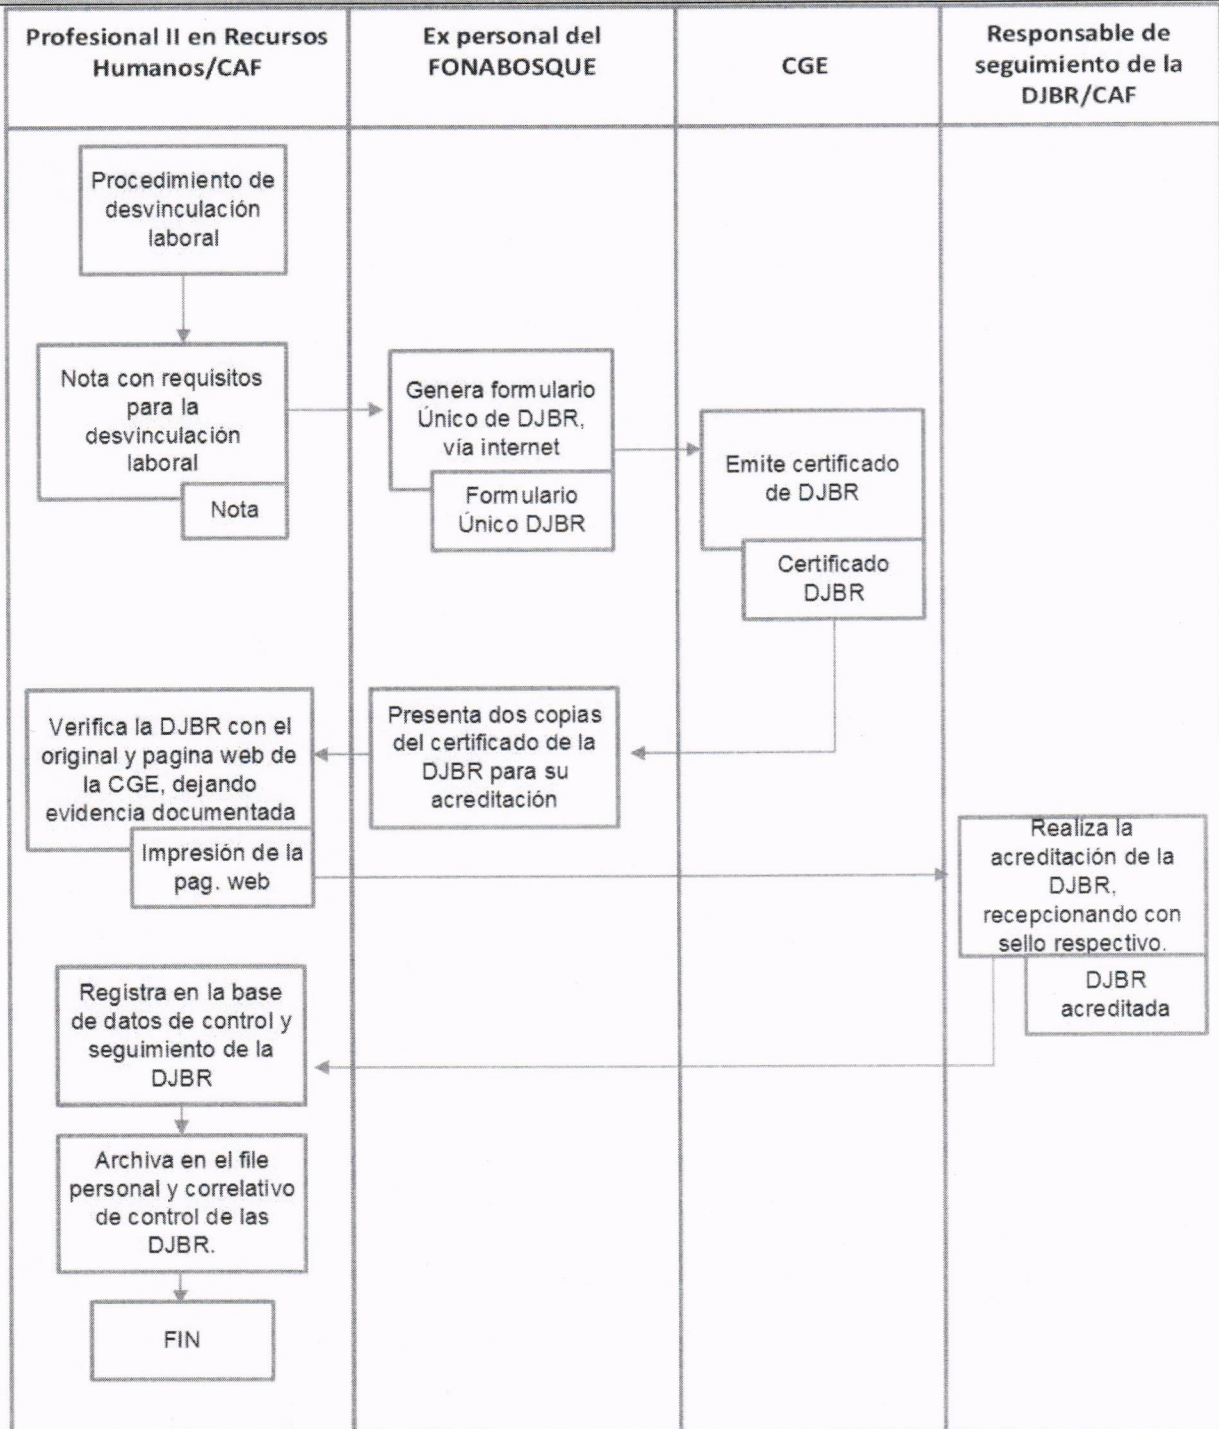 Profesional II en Recursos
Humanos/CAF
Ex personal del
FONABOSQUE
CGE
Responsable de
seguimiento de la
DJBR/CAF
Procedimiento de
desvinculación
laboral
Nota con requisitos
para la
desvinculación
laboral
Nota
Genera formulario
Único de DJBR,
vía internet
Formulario
Único DJBR
Emite certificado
de DJBR
Certificado
DJBR
Presenta dos copias
del certificado de la
DJBR para su
acreditación
Verifica la DJBR con el
original y pagina web de
la CGE, dejando
evidencia documentada
Impresión de la
pag. web
Realiza la
acreditación de la
DJBR,
recepcionando con
sello respectivo.
DJBR
acreditada
Registra en la base
de datos de control y
seguimiento de la
DJBR
Archiva en el file
personal y correlativo
de control de las
DJBR.
FIN